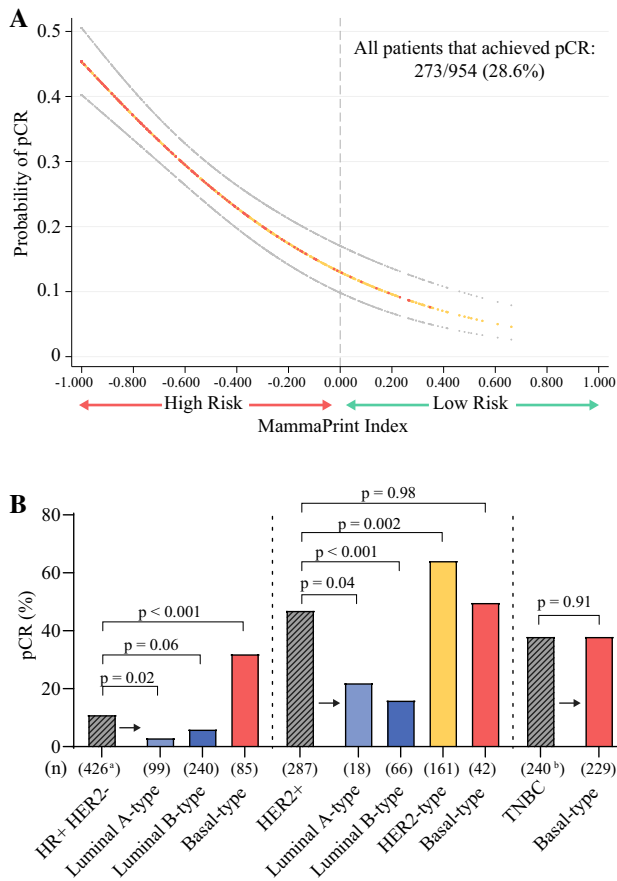 A
All patients that achieved pCR:
273/954 (28.6%)
Probability of pCR
0.5
0.4
0.3
0.2
0.1
0
-1.000 -0.800 -0.600 -0.400 -0.200 0.000 0.200 0.400 0.600 0.800 1.000
High Risk Low Risk
MammaPrint Index
B
pCR (%)
80
60
40
20
0
p = 0.98
p = 0.002
p < 0.001
p = 0.04
p < 0.001
p = 0.06
p = 0.02
p = 0.91
(n) (426 a) (99) (240) (85) (287) (18) (66) (161) (42) (240 b) (229)
HR+ HER2-
Luminal A-type
Luminal B-type
Basal-type
HER2+
Luminal A-type
Luminal B-type
HER2-type
Basal-type
TNBC
Basal-type